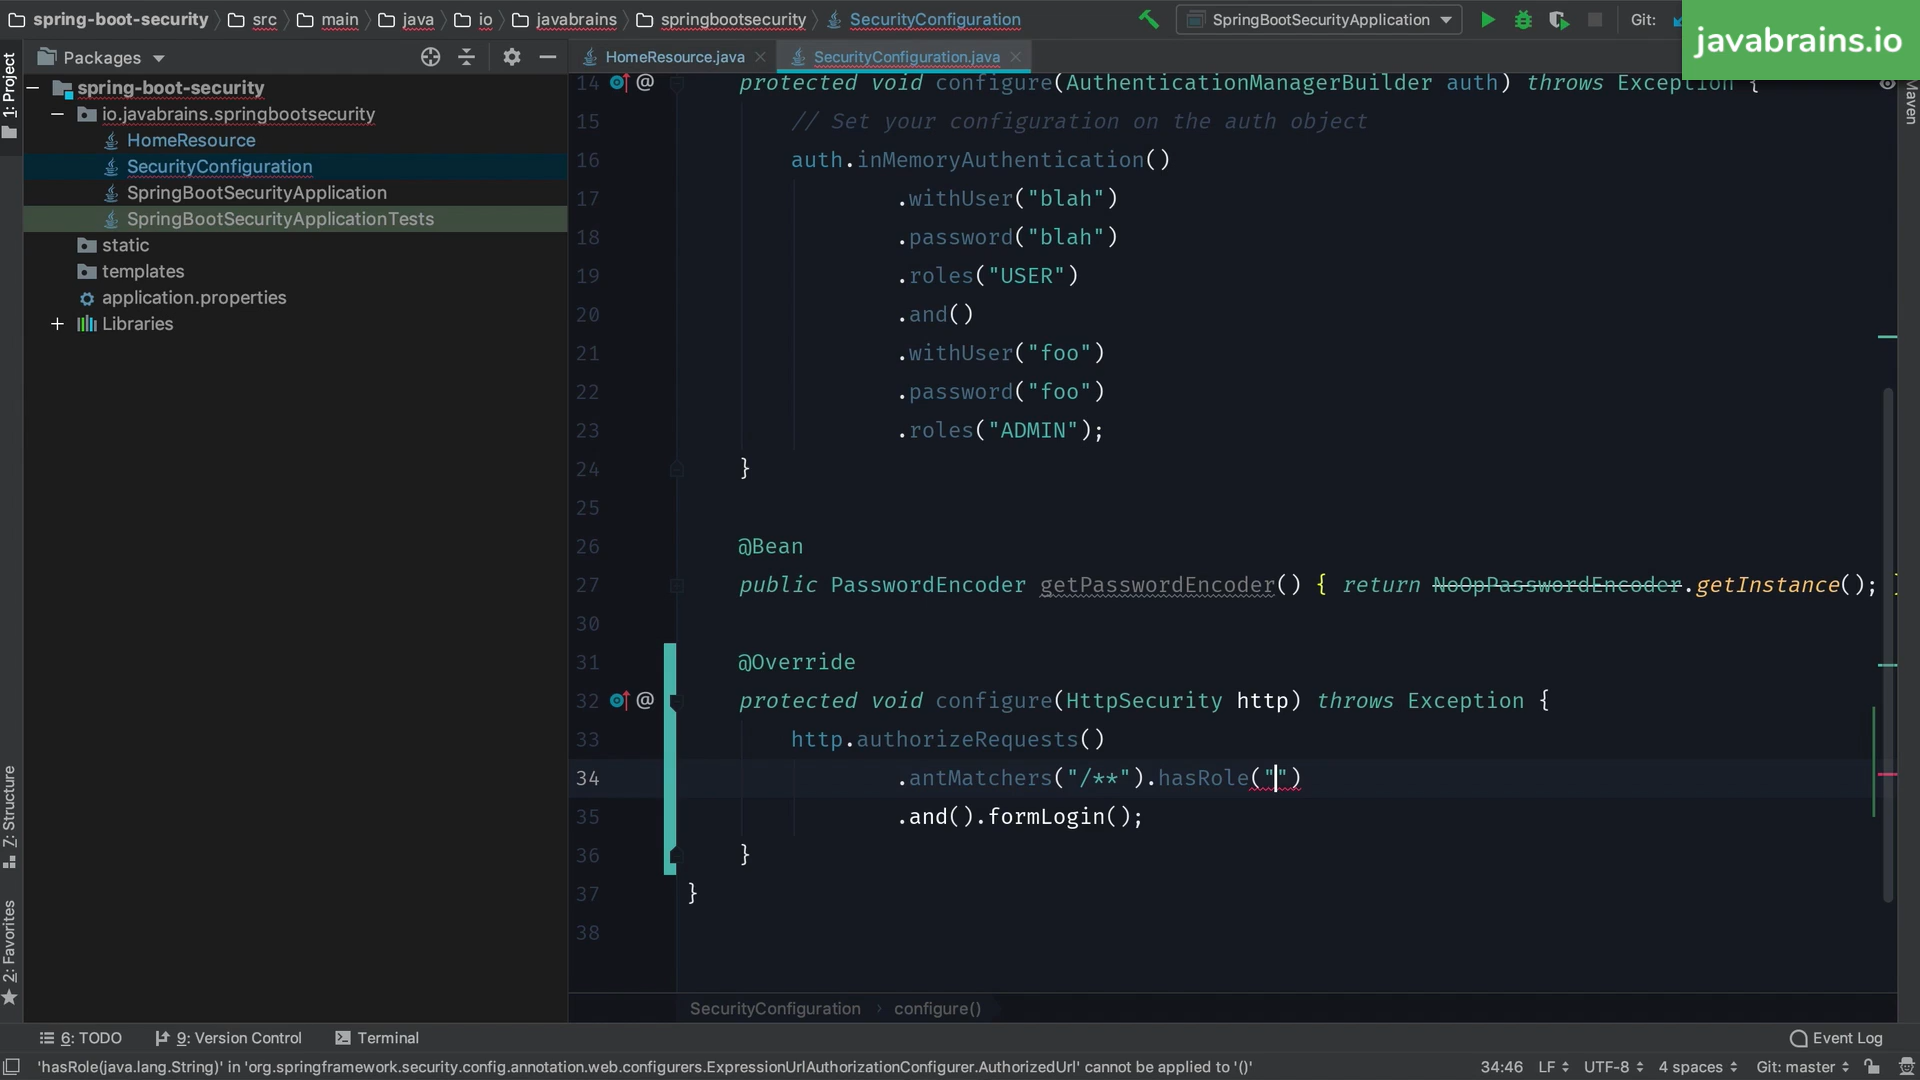 spring-boot-security src main java io javabrains springbootsecurity SecurityConfiguration SpringBootSecurityApplication Git:
javabrains.io
Packages
HomeResource.java SecurityConfiguration.java
1: Project
Maven
spring-boot-security
io.javabrains.springbootsecurity
HomeResource
SecurityConfiguration
SpringBootSecurityApplication
SpringBootSecurityApplicationTests
static
templates
application.properties
Libraries
Z: Structure
2: Favorites
14 @ protected void configure(AuthenticationManagerBuilder auth) throws Exception {
15 // Set your configuration on the auth object
16 auth.inMemoryAuthentication()
17 .withUser("blah")
18 .password("blah")
19 .roles("USER")
20 .and()
21 .withUser("foo")
22 .password("foo")
23 .roles("ADMIN");
24 }
25
26 @Bean
27 public PasswordEncoder getPasswordEncoder() { return NoOpPasswordEncoder.getInstance(); }
30
31 @Override
32 @ protected void configure(HttpSecurity http) throws Exception {
33 http.authorizeRequests()
34 .antMatchers("/**").hasRole("")
35 .and().formLogin();
36 }
37 }
38
SecurityConfiguration › configure()
6: TODO 9: Version Control Terminal Event Log
'hasRole(java.lang.String)' in 'org.springframework.security.config.annotation.web.configurers.ExpressionUrlAuthorizationConfigurer.AuthorizedUrl' cannot be applied to '()' 34:46 LF UTF-8 4 spaces Git: master